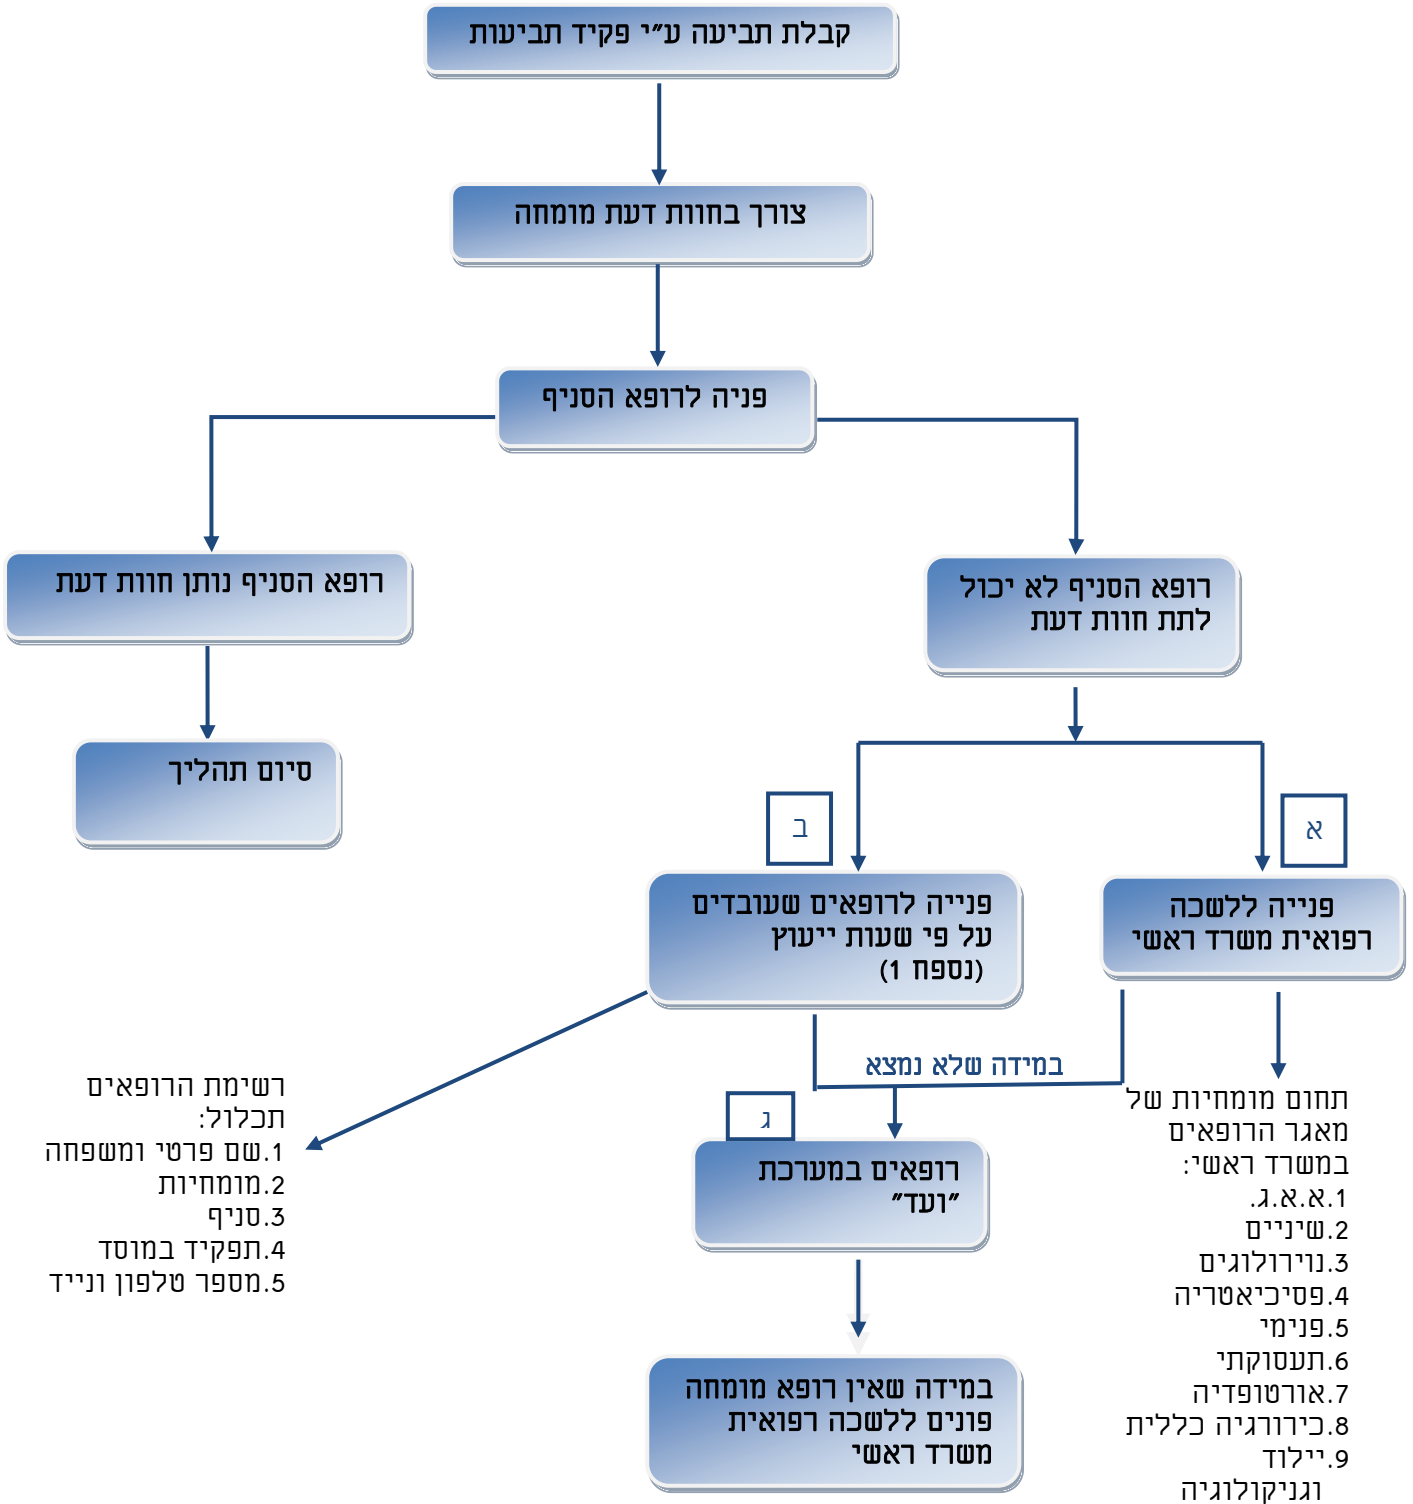 קבלת תביעה ע״י פקיד תביעות
צורך בחוות דעת מומחה
פניה לרופא הסניף
רופא הסניף לא יכול
לתת חוות דעת
רופא הסניף נותן חוות דעת
סיום תהליך
א
פנייה ללשכה
רפואית משרד ראשי
ב
פנייה לרופאים שעובדים
על פי שעות ייעוץ
(נספח 1)
במידה שלא נמצא
תחום מומחיות של
מאגר הרופאים
במשרד ראשי:
1.א.א.ג.
2.שיניים
3.נוירולוגים
4.פסיכיאטריה
5.פנימי
6.תעסוקתי
7.אורטופדיה
8.כירורגיה כללית
9.יילוד
וגניקולוגיה
רשימת הרופאים
תכלול:
1.שם פרטי ומשפחה
2.מומחיות
3.סניף
4.תפקיד במוסד
5.מספר טלפון ונייד
ג
רופאים במערכת
״ועד״
במידה שאין רופא מומחה
פונים ללשכה רפואית
משרד ראשי